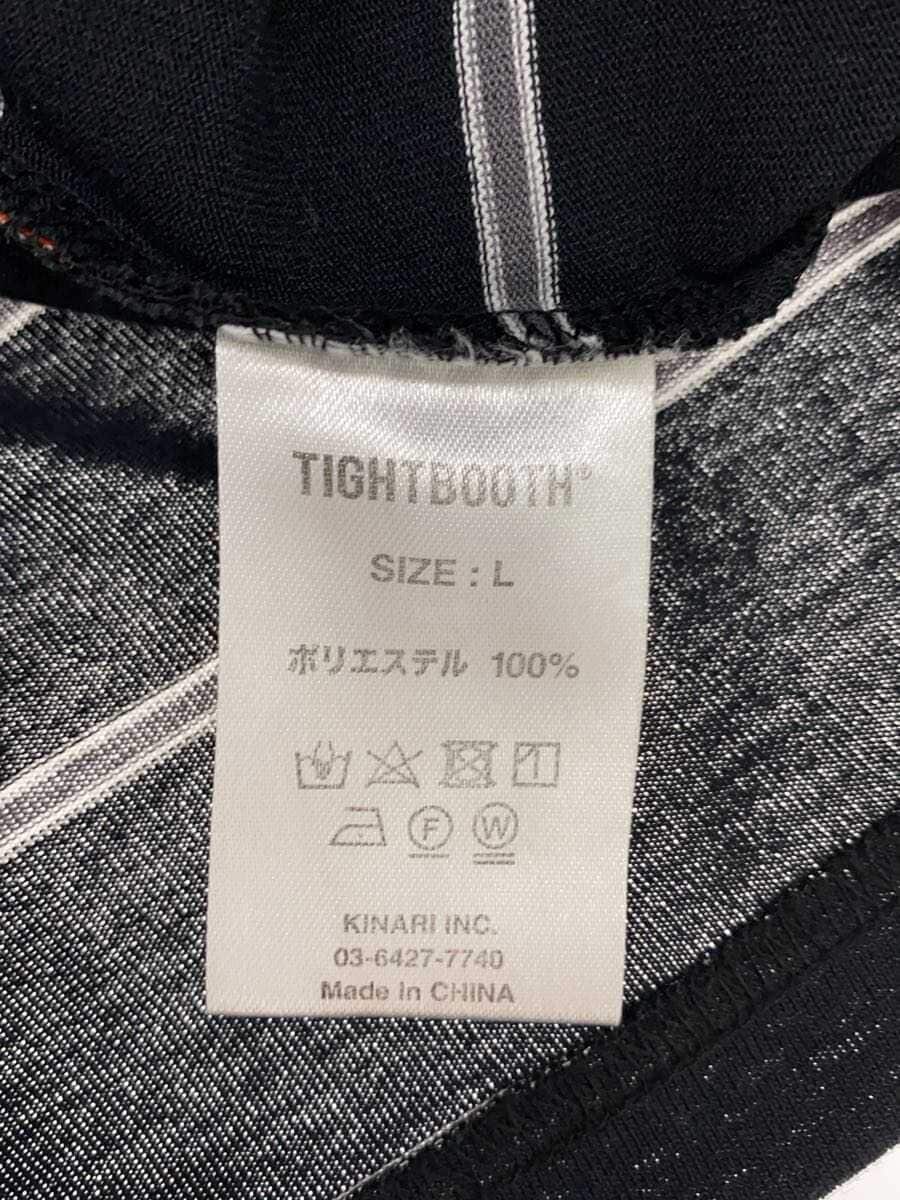 TIGHTBOOTH®
SIZE : L
ポリエステル 100%
F W
KINARI INC.
03-6427-7740
Made in CHINA